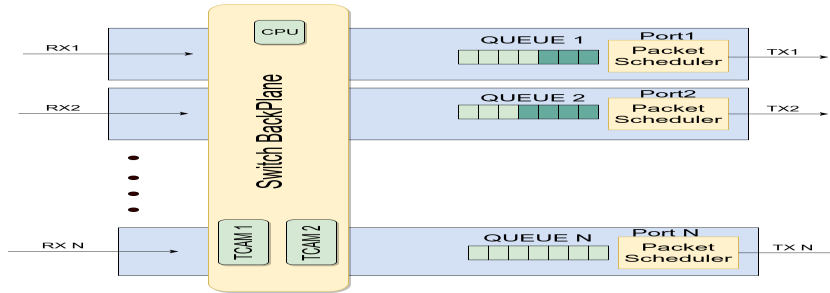 CPU
RX1
QUEUE 1
Port1
Packet
Scheduler
TX1
RX2
QUEUE 2
Port2
Packet
Scheduler
TX2
Switch BackPlane
TCAM 1
TCAM 2
RX N
QUEUE N
Port N
Packet
Scheduler
TX N